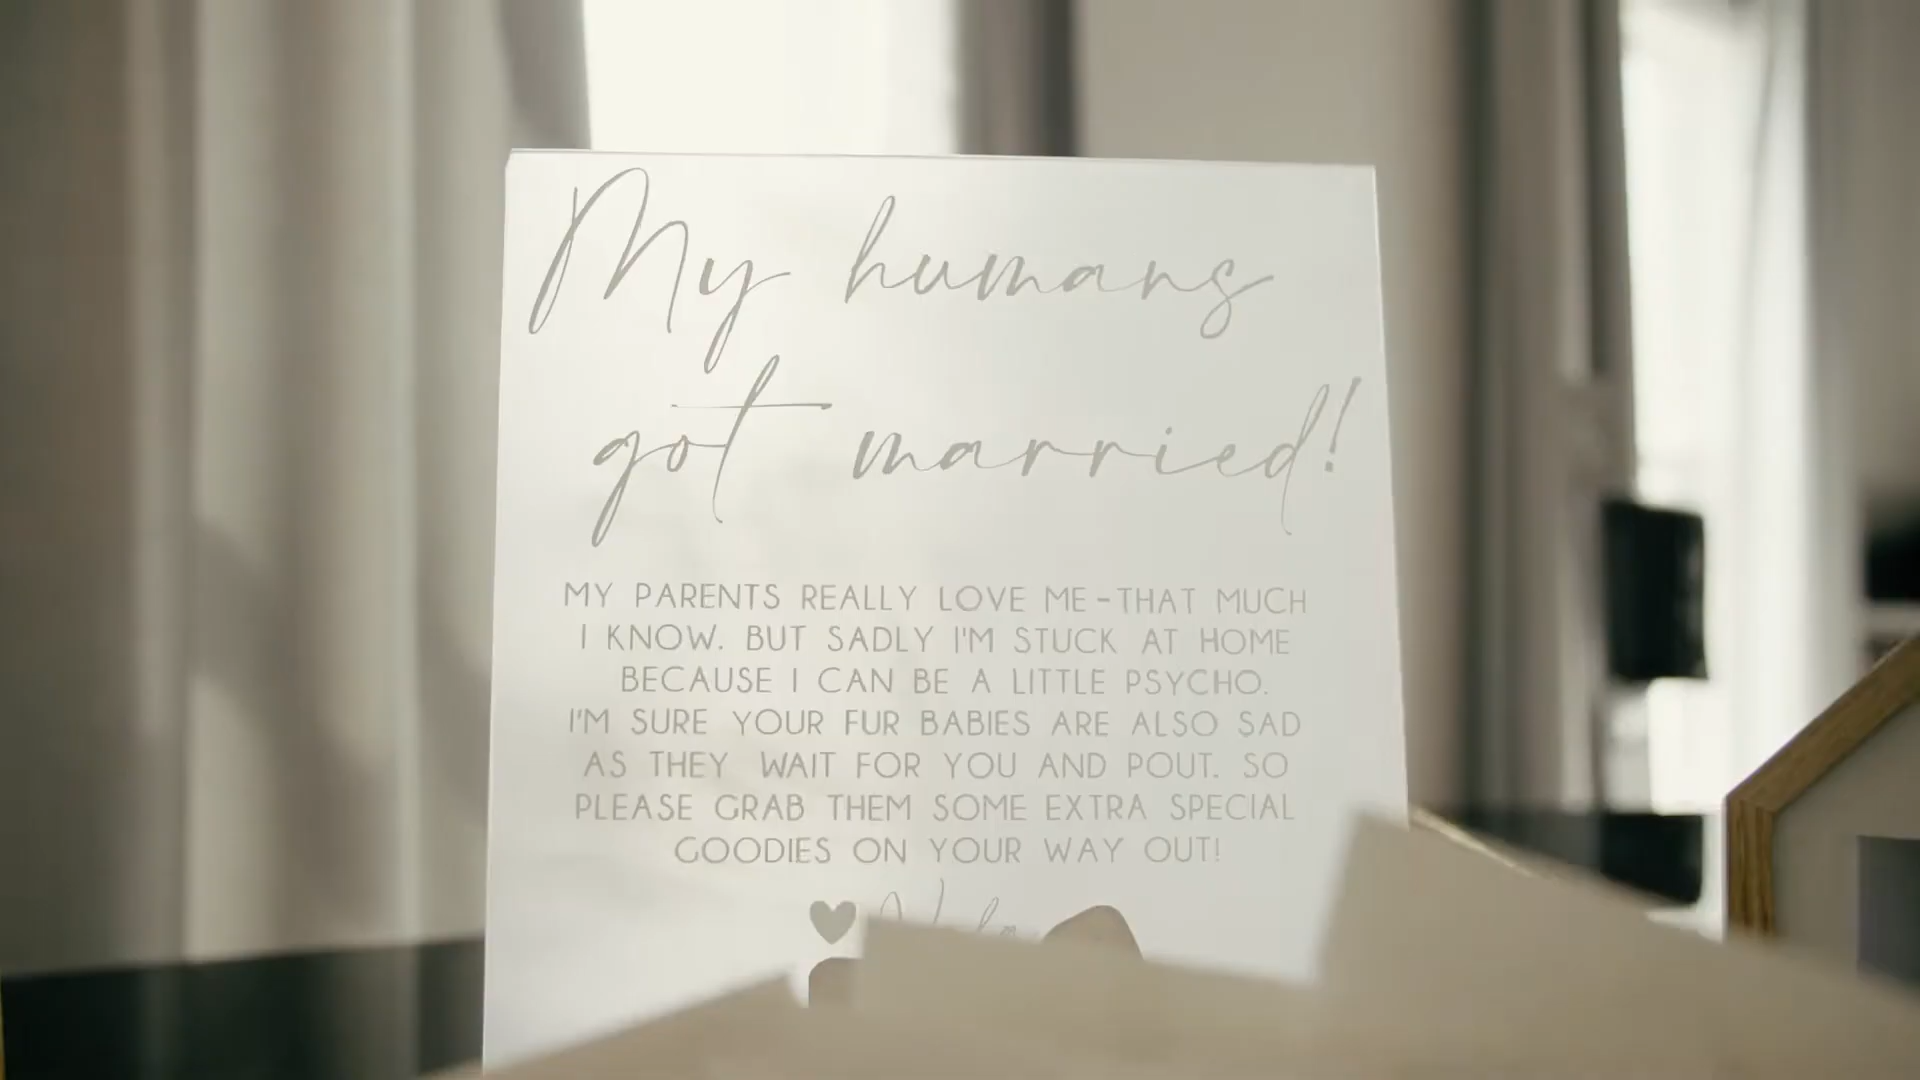 My humans
got married!
MY PARENTS REALLY LOVE ME-THAT MUCH
I KNOW. BUT SADLY I'M STUCK AT HOME
BECAUSE I CAN BE A LITTLE PSYCHO.
I'M SURE YOUR FUR BABIES ARE ALSO SAD
AS THEY WAIT FOR YOU AND POUT. SO
PLEASE GRAB THEM SOME EXTRA SPECIAL
GOODIES ON YOUR WAY OUT!